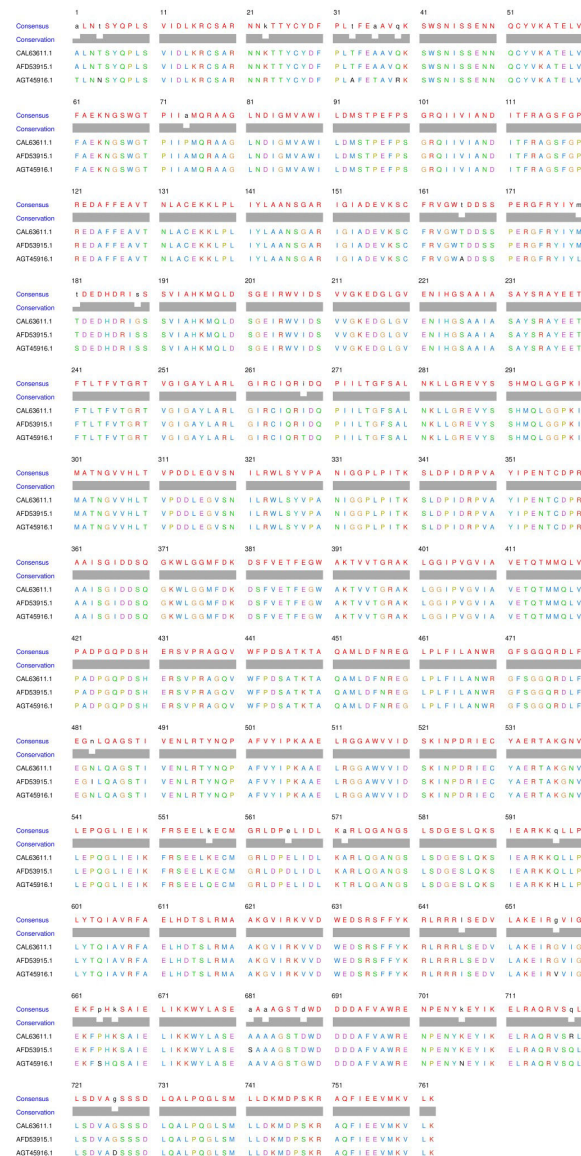 1 11 21 31 41 51
Consensus aLNtSYQPLS VIDLKRCSAR NNkTTYCYDF PLtFEaAVqK SWSNISSENN QCYVKATELV
Conservation
CAL63611.1 ALNTSYQPLS VIDLKRCSAR NNKTTYCYDF PLTFEAAVQK SWSNISSENN QCYVKATELV
AFD53915.1 ALNTSYQPLS VIDLKRCSAR NNKTTYCYDF PLTFEAAVQK SWSNISSENN QCYVKATELV
AGT45916.1 TLNNSYQPLS VIDLKRCSAR NNRTTYCYDF PLAFETAVRK SWSNISSENN QCYVKATELV
61 71 81 91 101 111
Consensus FAEKNGSWGT PIIaMQRAAG LNDIGMVAWI LDMSTPEFPS GRQIIVIAND ITFRAGSFGP
Conservation
CAL63611.1 FAEKNGSWGT PIIPMQRAAG LNDIGMVAWI LDMSTPEFPS GRQIIVIAND ITFRAGSFGP
AFD53915.1 FAEKNGSWGT PIIAMQRAAG LNDIGMVAWI LDMSTPEFPS GRQIIVIAND ITFRAGSFGP
AGT45916.1 FAEKNGSWGT PIIAMQRAAG LNDIGMVAWI LDMSTPEFPS GRQIIVIAND ITFRAGSFGP
121 131 141 151 161 171
Consensus REDAFFEAVT NLACEKKLPL IYLAANSGAR IGIADEVKSC FRVGWtDDSS PERGFRYIYm
Conservation
CAL63611.1 REDAFFEAVT NLACEKKLPL IYLAANSGAR IGIADEVKSC FRVGWTDDSS PERGFRYIYM
AFD53915.1 REDAFFEAVT NLACEKKLPL IYLAANSGAR IGIADEVKSC FRVGWTDDSS PERGFRYIYM
AGT45916.1 REDAFFEAVT NLACEKKLPL IYLAANSGAR IGIADEVKSC FRVGWADDSS PERGFRYIYL
181 191 201 211 221 231
Consensus tDEDHDRIsS SVIAHKMQLD SGEIRWVIDS VVGKEDGLGV ENIHGSAAIA SAYSRAYEET
Conservation
CAL63611.1 TDEDHDRIGS SVIAHKMQLD SGEIRWVIDS VVGKEDGLGV ENIHGSAAIA SAYSRAYEET
AFD53915.1 TDEDHDRISS SVIAHKMQLD SGEIRWVIDS VVGKEDGLGV ENIHGSAAIA SAYSRAYEET
AGT45916.1 SDEDHDRISS SVIAHKMQLD SGEIRWVIDS VVGKEDGLGV ENIHGSAAIA SAYSRAYEET
241 251 261 271 281 291
Consensus FTLTFVTGRT VGIGAYLARL GIRCIQRiDQ PIILTGFSAL NKLLGREVYS SHMQLGGPKI
Conservation
CAL63611.1 FTLTFVTGRT VGIGAYLARL GIRCIQRIDQ PIILTGFSAL NKLLGREVYS SHMQLGGPKI
AFD53915.1 FTLTFVTGRT VGIGAYLARL GIRCIQRIDQ PIILTGFSAL NKLLGREVYS SHMQLGGPKI
AGT45916.1 FTLTFVTGRT VGIGAYLARL GIRCIQRTDQ PIILTGFSAL NKLLGREVYS SHMQLGGPKI
301 311 321 331 341 351
Consensus MATNGVVHLT VPDDLEGVSN ILRWLSYVPA NIGGPLPITK SLDPIDRPVA YIPENTCDPR
Conservation
CAL63611.1 MATNGVVHLT VPDDLEGVSN ILRWLSYVPA NIGGPLPITK SLDPIDRPVA YIPENTCDPR
AFD53915.1 MATNGVVHLT VPDDLEGVSN ILRWLSYVPA NIGGPLPITK SLDPIDRPVA YIPENTCDPR
AGT45916.1 MATNGVVHLT VPDDLEGVSN ILRWLSYVPA NIGGPLPITK SLDPIDRPVA YIPENTCDPR
361 371 381 391 401 411
Consensus AAISGIDDSQ GKWLGGMFDK DSFVETFEGW AKTVVTGRAK LGGIPVGVIA VETQTMMQLV
Conservation
CAL63611.1 AAISGIDDSQ GKWLGGMFDK DSFVETFEGW AKTVVTGRAK LGGIPVGVIA VETQTMMQLV
AFD53915.1 AAISGIDDSQ GKWLGGMFDK DSFVETFEGW AKTVVTGRAK LGGIPVGVIA VETQTMMQLV
AGT45916.1 AAISGIDDSQ GKWLGGMFDK DSFVETFEGW AKTVVTGRAK LGGIPVGVIA VETQTMMQLV
421 431 441 451 461 471
Consensus PADPGQPDSH ERSVPRAGQV WFPDSATKTA QAMLDFNREG LPLFILANWR GFSGGQRDLF
Conservation
CAL63611.1 PADPGQPDSH ERSVPRAGQV WFPDSATKTA QAMLDFNREG LPLFILANWR GFSGGQRDLF
AFD53915.1 PADPGQPDSH ERSVPRAGQV WFPDSATKTA QAMLDFNREG LPLFILANWR GFSGGQRDLF
AGT45916.1 PADPGQPDSH ERSVPRAGQV WFPDSATKTA QAMLDFNREG LPLFILANWR GFSGGQRDLF
481 491 501 511 521 531
Consensus EGnLQAGSTI VENLRTYNQP AFVYIPKAAE LRGGAWVVID SKINPDRIEC YAERTAKGNV
Conservation
CAL63611.1 EGNLQAGSTI VENLRTYNQP AFVYIPKAAE LRGGAWVVID SKINPDRIEC YAERTAKGNV
AFD53915.1 EGILQAGSTI VENLRTYNQP AFVYIPKAAE LRGGAWVVID SKINPDRIEC YAERTAKGNV
AGT45916.1 EGNLQAGSTI VENLRTYNQP AFVYIPKAAE LRGGAWVVID SKINPDRIEC YAERTAKGNV
541 551 561 571 581 591
Consensus LEPQGLIEIK FRSEELkECM GRLDPeLIDL KaRLQGANGS LSDGESLQKS IEARKKqLLP
Conservation
CAL63611.1 LEPQGLIEIK FRSEELKECM GRLDPELIDL KARLQGANGS LSDGESLQKS IEARKKQLLP
AFD53915.1 LEPQGLIEIK FRSEELKECM GRLDPDLIDL KARLQGANGS LSDGESLQKS IEARKKQLLP
AGT45916.1 LEPQGLIEIK FRSEELQECM GRLDPELIDL KTRLQGANGS LSDGESLQKS IEARKKHLLP
601 611 621 631 641 651
Consensus LYTQIAVRFA ELHDTSLRMA AKGVIRKVVD WEDSRSFFYK RLRRRISEDV LAKEIRgVIG
Conservation
CAL63611.1 LYTQIAVRFA ELHDTSLRMA AKGVIRKVVD WEDSRSFFYK RLRRRLSEDV LAKEIRGVIG
AFD53915.1 LYTQIAVRFA ELHDTSLRMA AKGVIRKVVD WEDSRSFFYK RLRRRISEDV LAKEIRGVIG
AGT45916.1 LYTQIAVRFA ELHDTSLRMA AKGVIRKVVD WEDSRSFFYK RLRRRISEDV LAKEIRVVIG
661 671 681 691 701 711
Consensus EKFpHkSAIE LIKKWYLASE aAaAGSTdWD DDDAFVAWRE NPENYkEYIK ELRAQRVSqL
Conservation
CAL63611.1 EKFPHKSAIE LIKKWYLASE AAAAGSTDWD DDDAFVAWRE NPENYKEYIK ELRAQRVSRL
AFD53915.1 EKFPHKSAIE LIKKWYLASE SAAAGSTDWD DDDAFVAWRE NPENYKEYIK ELRAQRVSQL
AGT45916.1 EKFSHQSAIE LIKKWYLASE AAVAGSTGWD DDDAFVAWRE NPENYNEYIK ELRAQRVSQL
721 731 741 751 761
Consensus LSDVAgSSSD LQALPQGLSM LLDKMDPSKR AQFIEEVMKV LK
Conservation
CAL63611.1 LSDVAGSSSD LQALPQGLSM LLDKMDPSKR AQFIEEVMKV LK
AFD53915.1 LSDVAGSSSD LQALPQGLSM LLDKMDPSKR AQFIEEVMKV LK
AGT45916.1 LSDVADSSSD LQALPQGLSM LLDKMDPSKR AQFIEEVMKV LK